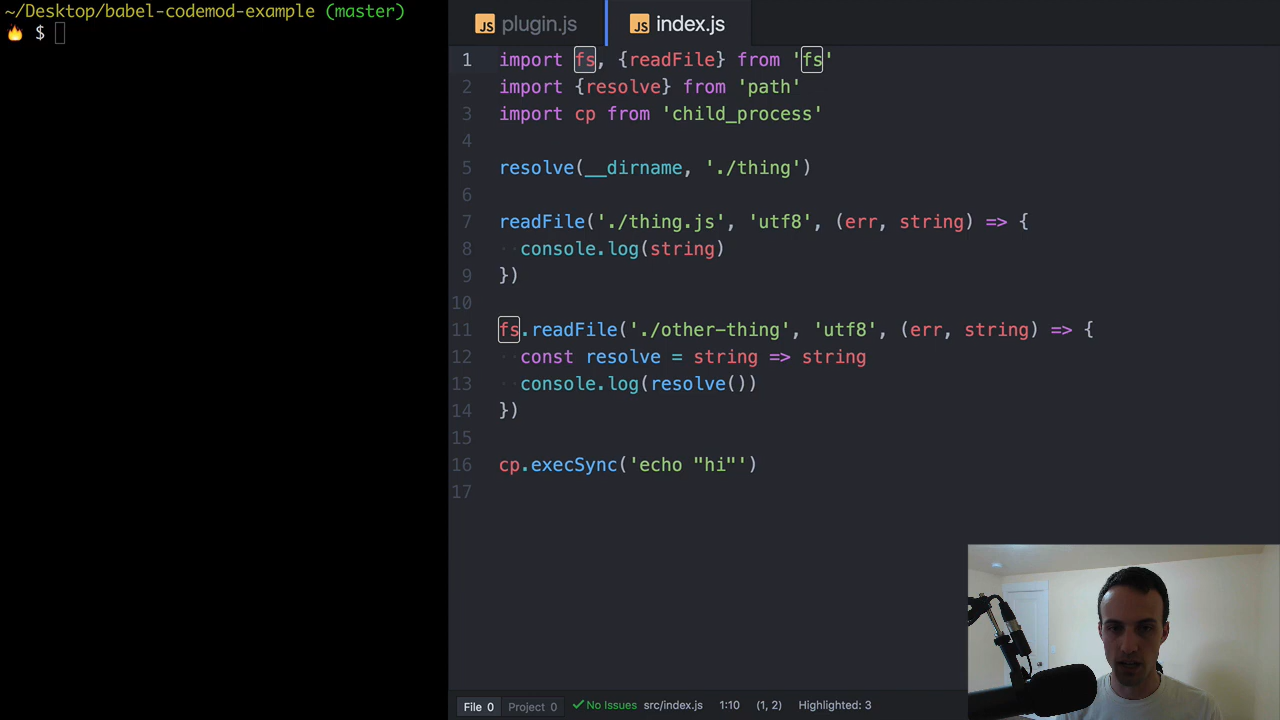 ~/Desktop/babel-codemod-example (master)
$
JS plugin.js
JS index.js
1 import fs, {readFile} from 'fs'
2 import {resolve} from 'path'
3 import cp from 'child_process'
4
5 resolve(__dirname, './thing')
6
7 readFile('./thing.js', 'utf8', (err, string) => {
8 ··console.log(string)
9 })
10
11 fs.readFile('./other-thing', 'utf8', (err, string) => {
12 ··const resolve = string => string
13 ··console.log(resolve())
14 })
15
16 cp.execSync('echo "hi"')
17
File 0 Project 0 ✓ No Issues src/index.js 1:10 (1, 2) Highlighted: 3